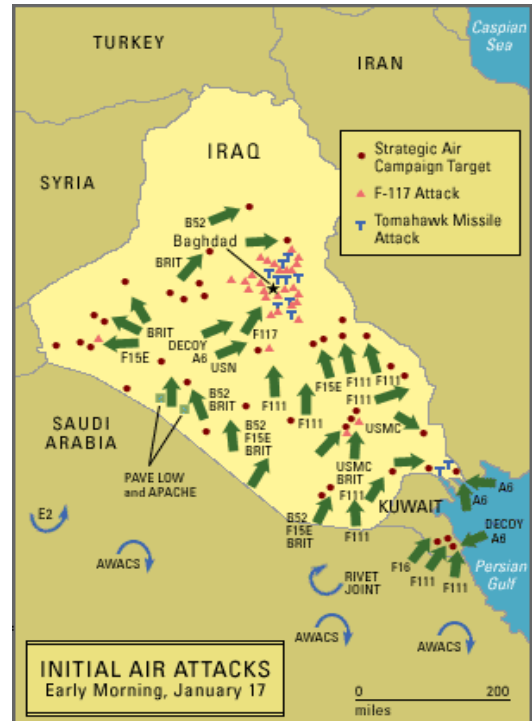 Caspian
Sea
TURKEY
IRAN
IRAQ
Strategic Air
Campaign Target
F-117 Attack
Tomahawk Missile
Attack
SYRIA
B52
Baghdad
BRIT
BRIT
F15E
DECOY
A6
F117
USN
F15E
F111
F111
F111
B52
BRIT
F111
F111
USMC
SAUDI
ARABIA
B52
F15E
BRIT
PAVE LOW
and APACHE
USMC
BRIT
F111
KUWAIT
A6
A6
E2
B52
F15E
BRIT
F111
DECOY
A6
AWACS
RIVET
JOINT
F16
F111
F111
Persian
Gulf
AWACS
AWACS
INITIAL AIR ATTACKS
Early Morning, January 17
0 200
miles